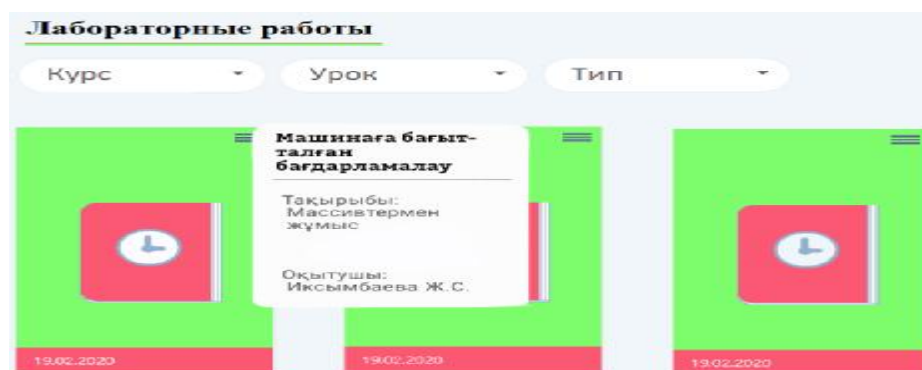 Лабораторные работы
Курс
Урок
Тип
Машинаға бағыт-
талған
бағдарламалау
Тақырыбы:
Массивтермен
жұмыс
Оқытушы:
Иксымбаева Ж.С.
19.02.2020
19.02.2020
19.02.2020